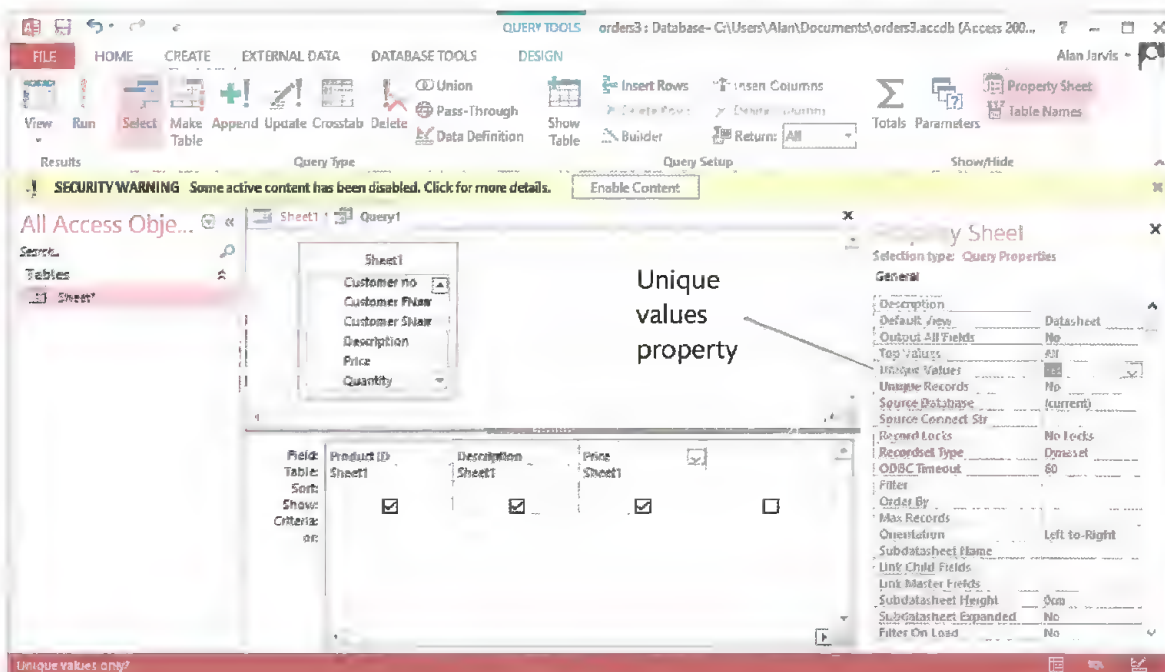 QUERY TOOLS orders3 : Database- C:\Users\Alan\Documents\orders3.accdb (Access 200... ?
FILE HOME CREATE EXTERNAL DATA DATABASE TOOLS DESIGN Alan Jarvis
View Run Select Make Table Append Update Crosstab Delete
Union
Pass-Through
Data Definition
Show Table
Insert Rows
Builder
Insert Columns
Return: All
Totals Parameters
Property Sheet
Table Names
Results Query Type Query Setup Show/Hide
SECURITY WARNING Some active content has been disabled. Click for more details. Enable Content
All Access Obje...
Search..
Tables
Sheet1
Sheet1 Query1
Sheet1
Customer no
Customer FNam
Customer SNam
Description
Price
Quantity
Unique
values
property
Field: Product ID Description Price
Table: Sheet1 Sheet1 Sheet1
Sort:
Show:
Criteria:
or:
Sheet
Selection type: Query Properties
General
Description
Default View Datasheet
Output All Fields No
Top Values All
Unique Values
Unique Records No
Source Database (current)
Source Connect Str
Record Locks No Locks
Recordset Type Dynaset
ODBC Timeout 60
Filter
Order By
Max Records
Orientation Left-to-Right
Subdatasheet Name
Link Child Fields
Link Master Fields
Subdatasheet Height 0cm
Subdatasheet Expanded No
Filter On Load No
Unique values only?